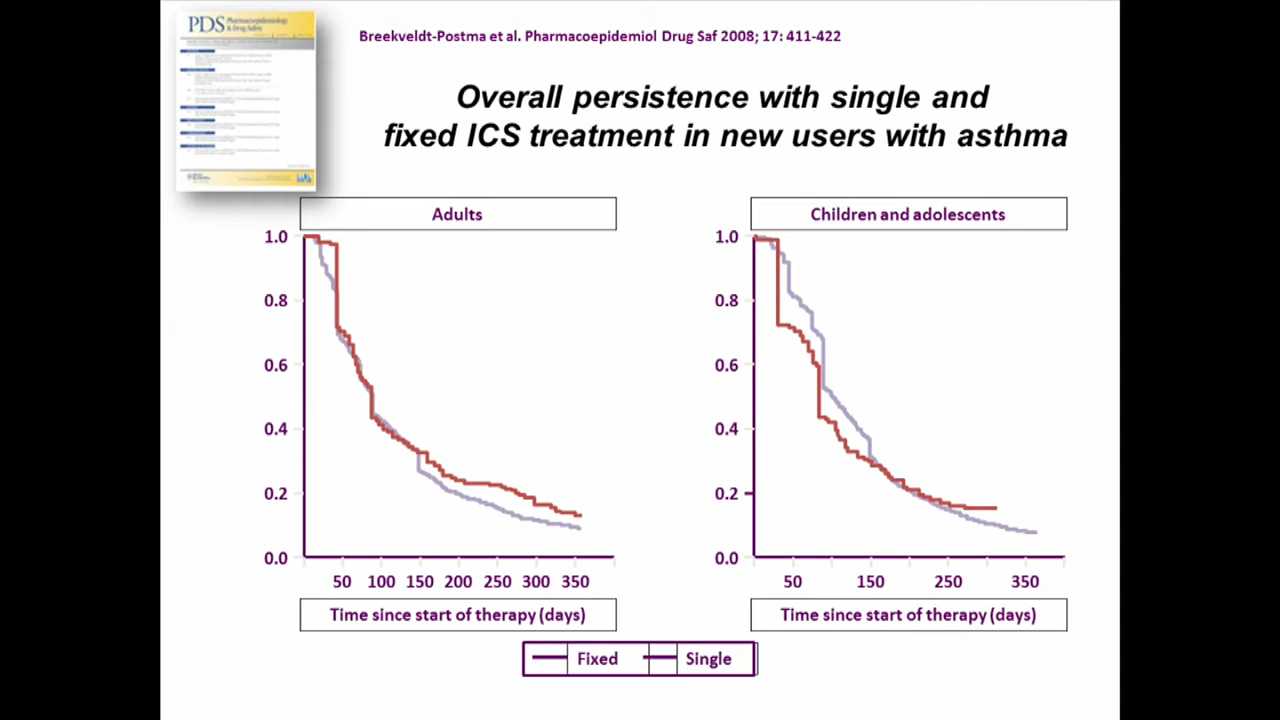 PDS Pharmacoepidemiology
& Drug Safety
Breekveldt-Postma et al. Pharmacoepidemiol Drug Saf 2008; 17: 411-422
Overall persistence with single and
fixed ICS treatment in new users with asthma
Adults
1.0
0.8
0.6
0.4
0.2
0.0
50 100 150 200 250 300 350
Time since start of therapy (days)
Children and adolescents
1.0
0.8
0.6
0.4
0.2
0.0
50 150 250 350
Time since start of therapy (days)
Fixed Single